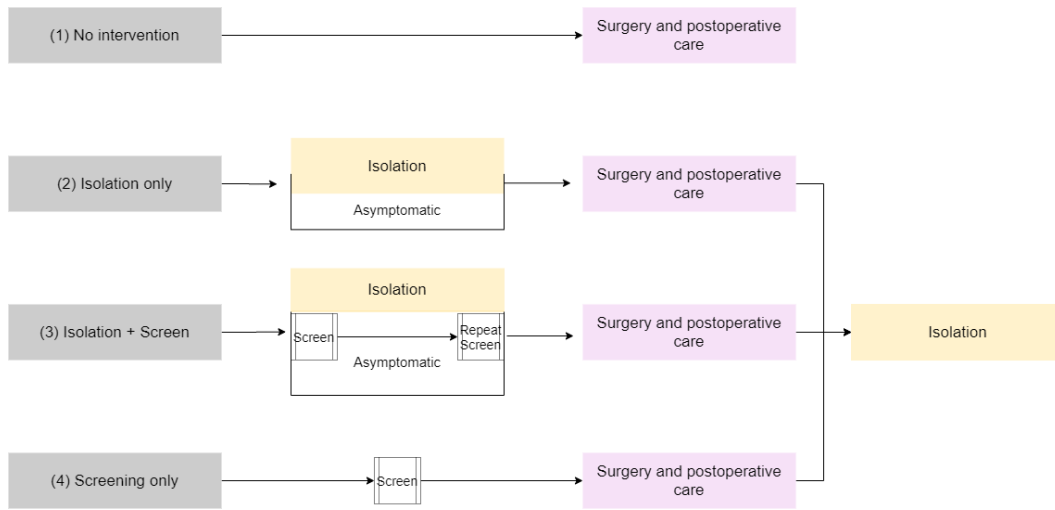 (1) No intervention
Surgery and postoperative
care
(2) Isolation only
Isolation
Asymptomatic
Surgery and postoperative
care
(3) Isolation + Screen
Isolation
Screen
Repeat
Screen
Asymptomatic
Surgery and postoperative
care
Isolation
(4) Screening only
Screen
Surgery and postoperative
care